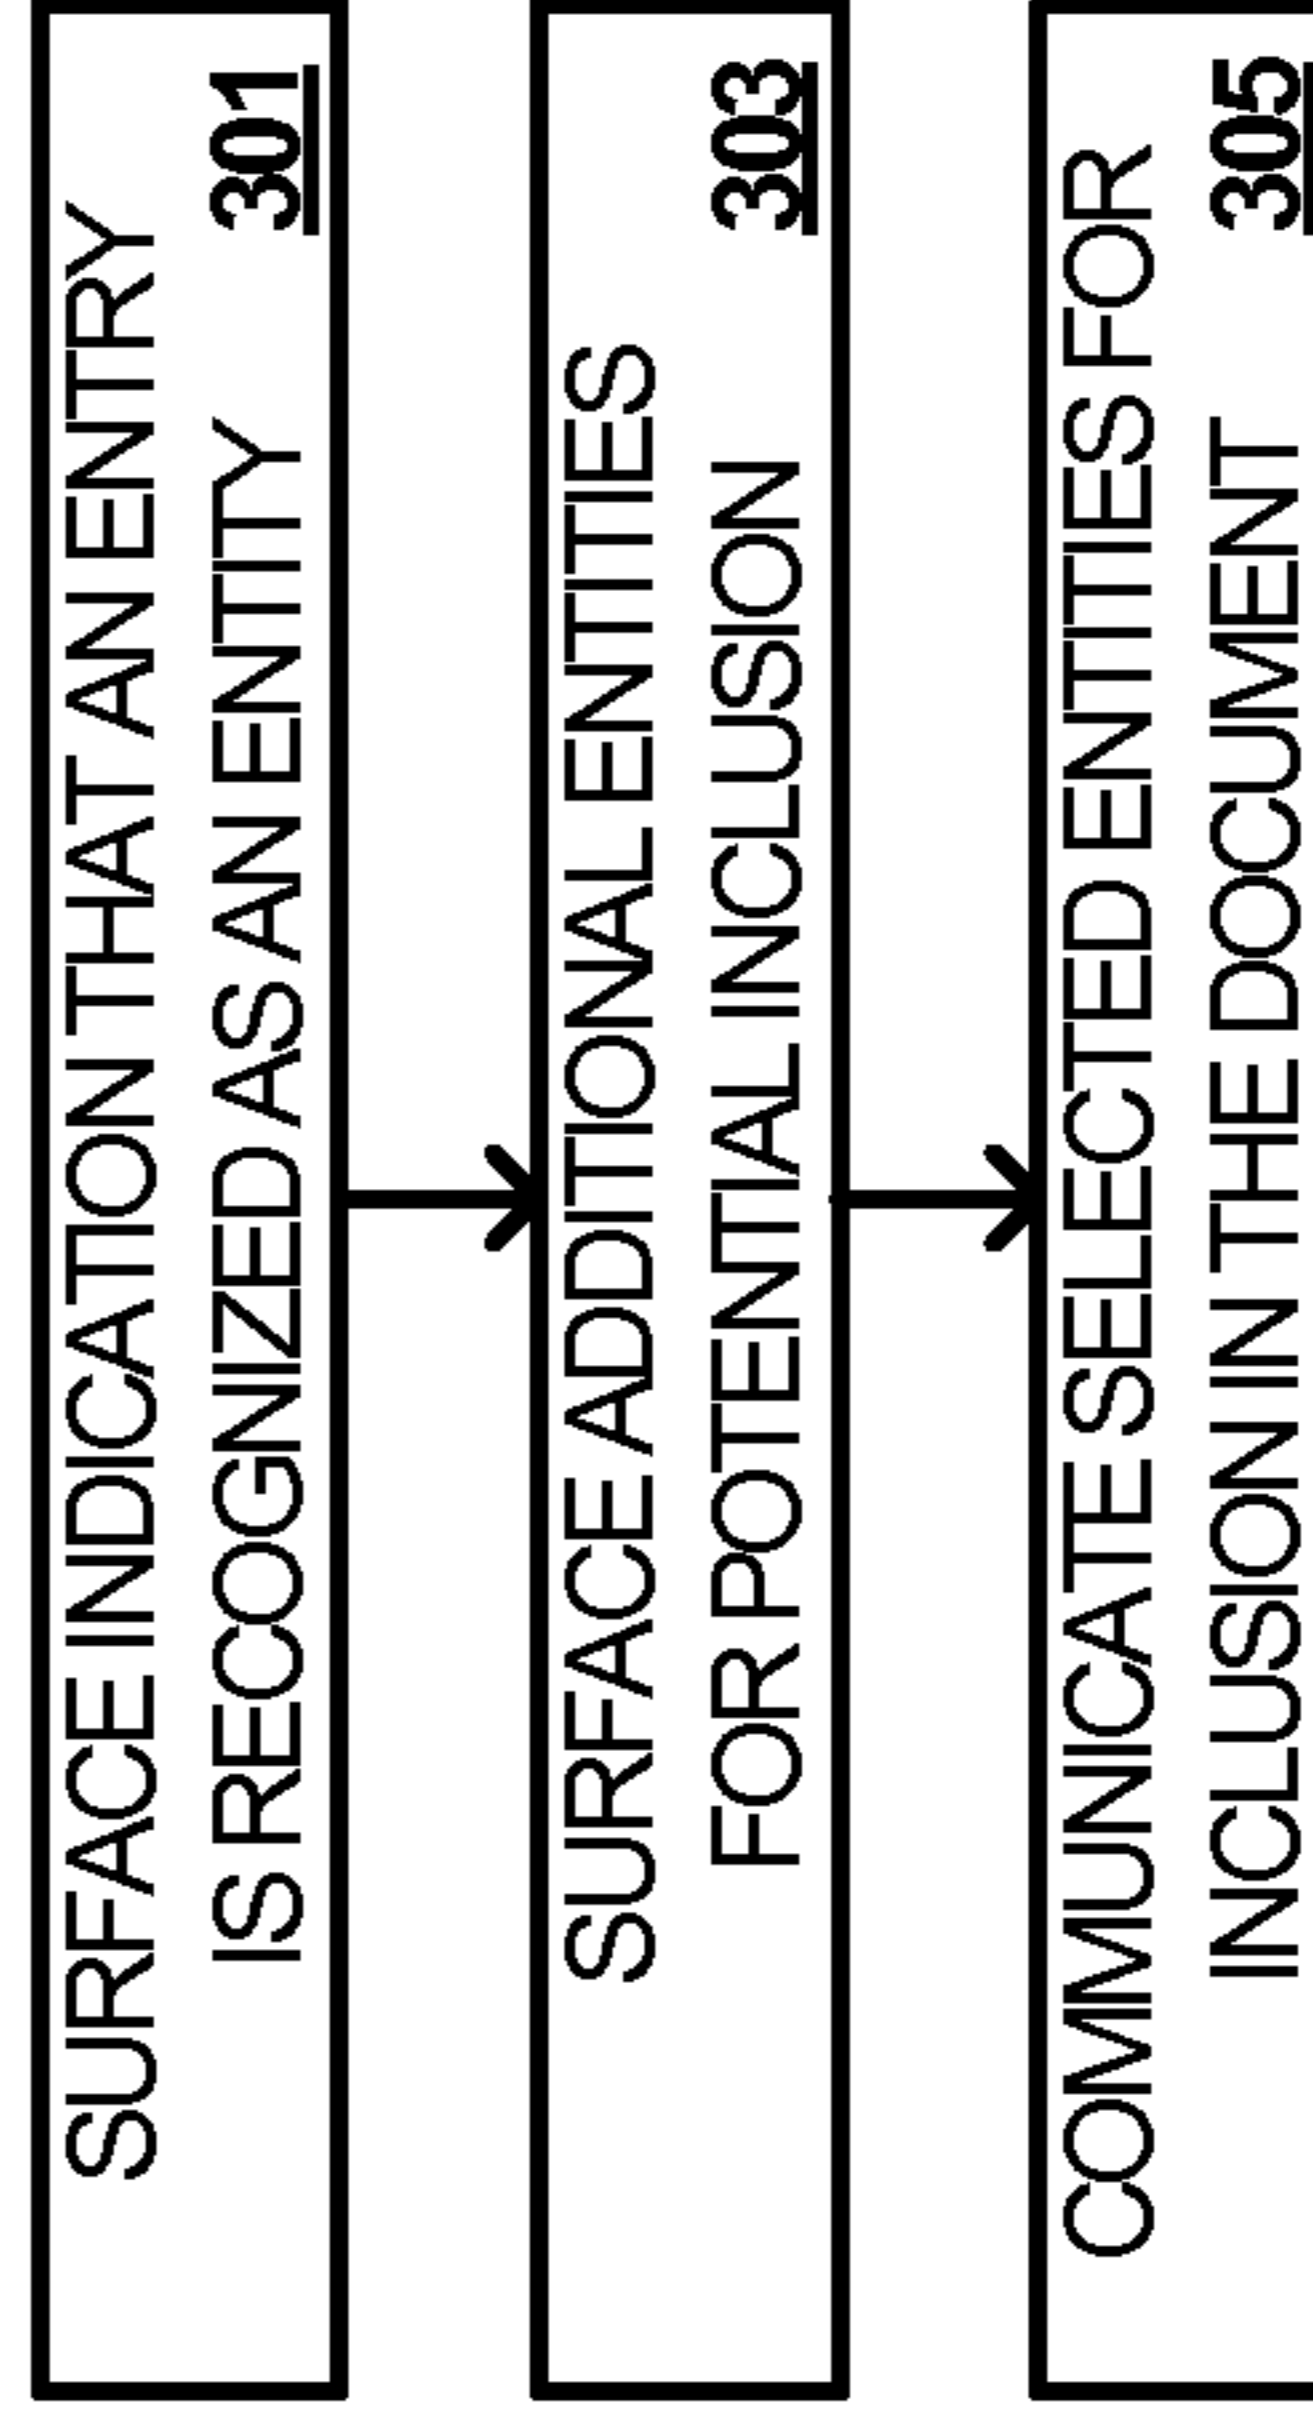 SURFACE INDICATION THAT AN ENTRY
IS RECOGNIZED AS AN ENTITY 301
SURFACE ADDITIONAL ENTITIES
FOR POTENTIAL INCLUSION 303
COMMUNICATE SELECTED ENTITIES FOR
INCLUSION IN THE DOCUMENT 305